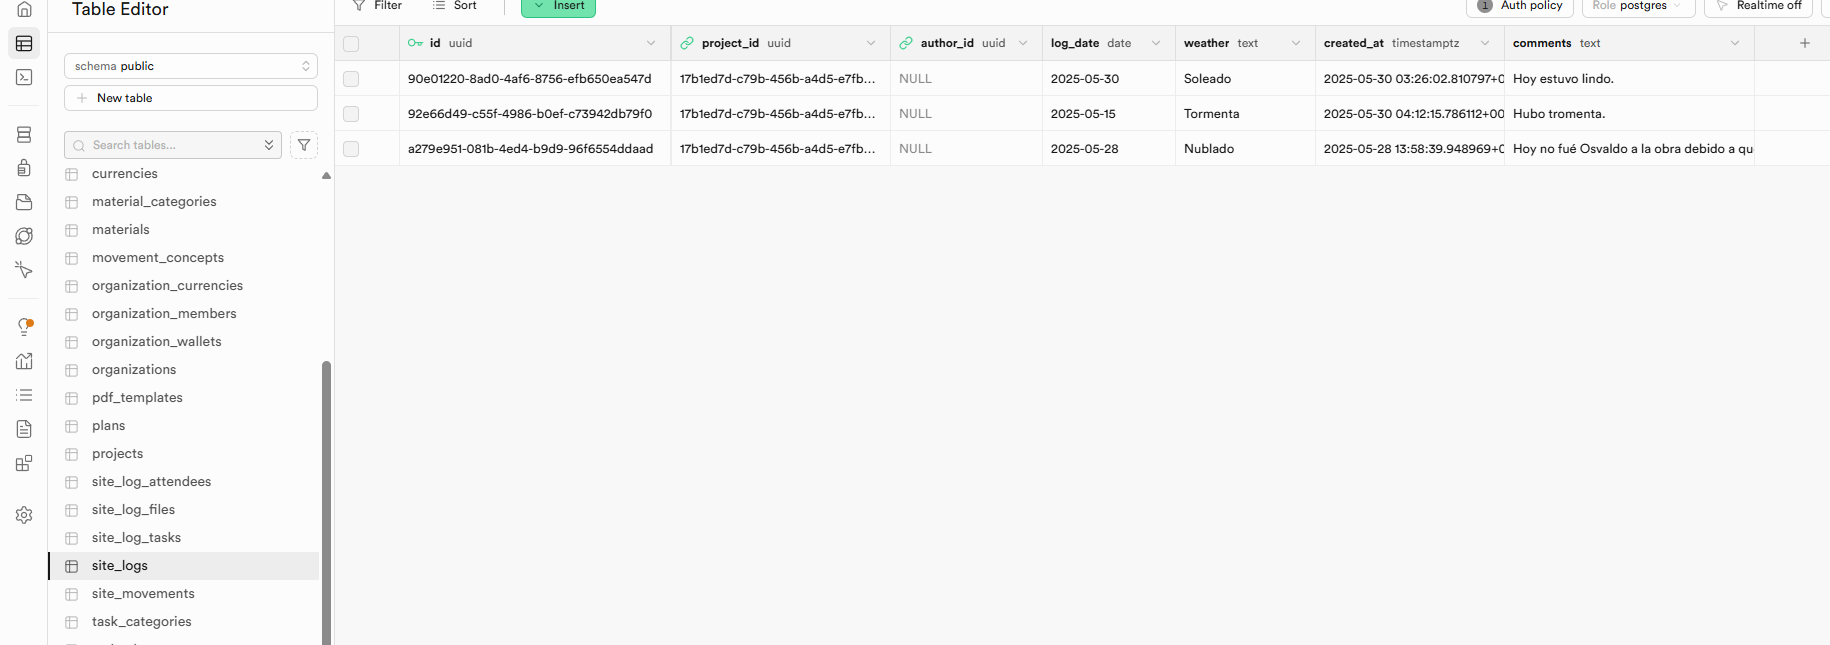 Table Editor
schema public
New table
Search tables...
currencies
material_categories
materials
movement_concepts
organization_currencies
organization_members
organization_wallets
organizations
pdf_templates
plans
projects
site_log_attendees
site_log_files
site_log_tasks
site_logs
site_movements
task_categories
Filter Sort Insert 1 Auth policy Role postgres Realtime off
id uuid project_id uuid author_id uuid log_date date weather text created_at timestamptz comments text
90e01220-8ad0-4af6-8756-efb650ea547d 17b1ed7d-c79b-456b-a4d5-e7fb... NULL 2025-05-30 Soleado 2025-05-30 03:26:02.810797+0 Hoy estuvo lindo.
92e66d49-c55f-4986-b0ef-c73942db79f0 17b1ed7d-c79b-456b-a4d5-e7fb... NULL 2025-05-15 Tormenta 2025-05-30 04:12:15.786112+00 Hubo tromenta.
a279e951-081b-4ed4-b9d9-96f6554ddaad 17b1ed7d-c79b-456b-a4d5-e7fb... NULL 2025-05-28 Nublado 2025-05-28 13:58:39.948969+0 Hoy no fué Osvaldo a la obra debido a qu